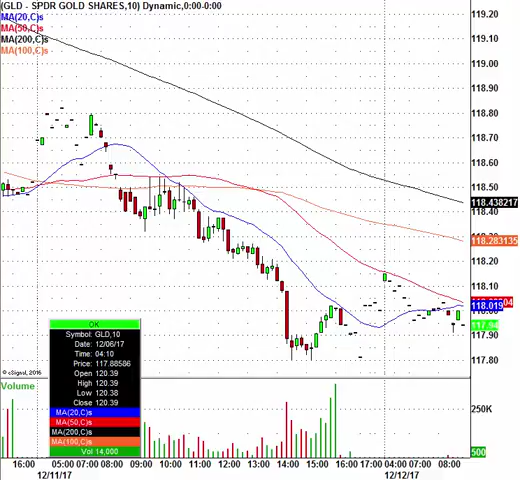 (GLD - SPDR GOLD SHARES,10) Dynamic,0:00-0:00
MA(20,C)s
MA(50,C)s
MA(200,C)s
MA(100,C)s
119.20
119.10
119.00
118.90
118.80
118.70
118.60
118.50
118.438217
118.40
118.283135
118.20
118.10
118.019
118.00
117.90
117.80
© eSignal, 2016
OK
Symbol: GLD,10
Date: 12/06/17
Time: 04:10
Price: 117.88586
Open 120.39
High 120.39
Low 120.38
Close 120.39
MA(20,C)s
MA(50,C)s
MA(200,C)s
MA(100,C)s
Vol 14,000
Volume
250K
500
16:00 05:00 07:00 08:00 09:00 10:00 11:00 12:00 13:00 14:00 15:00 16:00 17:00 04:00 07:00 08:00
12/11/17 12/12/17